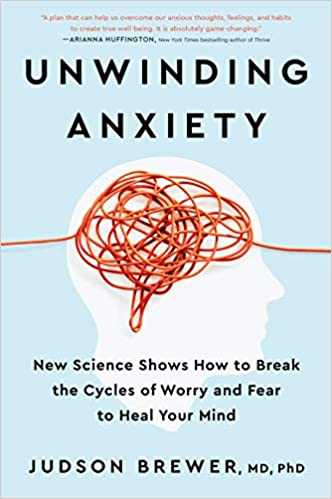 "A plan that can help us overcome our anxious thoughts, feelings, and habits
to create true well-being. It is absolutely game-changing."
—ARIANNA HUFFINGTON, New York Times bestselling author of Thrive
UNWINDING
ANXIETY
New Science Shows How to Break
the Cycles of Worry and Fear
to Heal Your Mind
JUDSON BREWER, MD, PhD